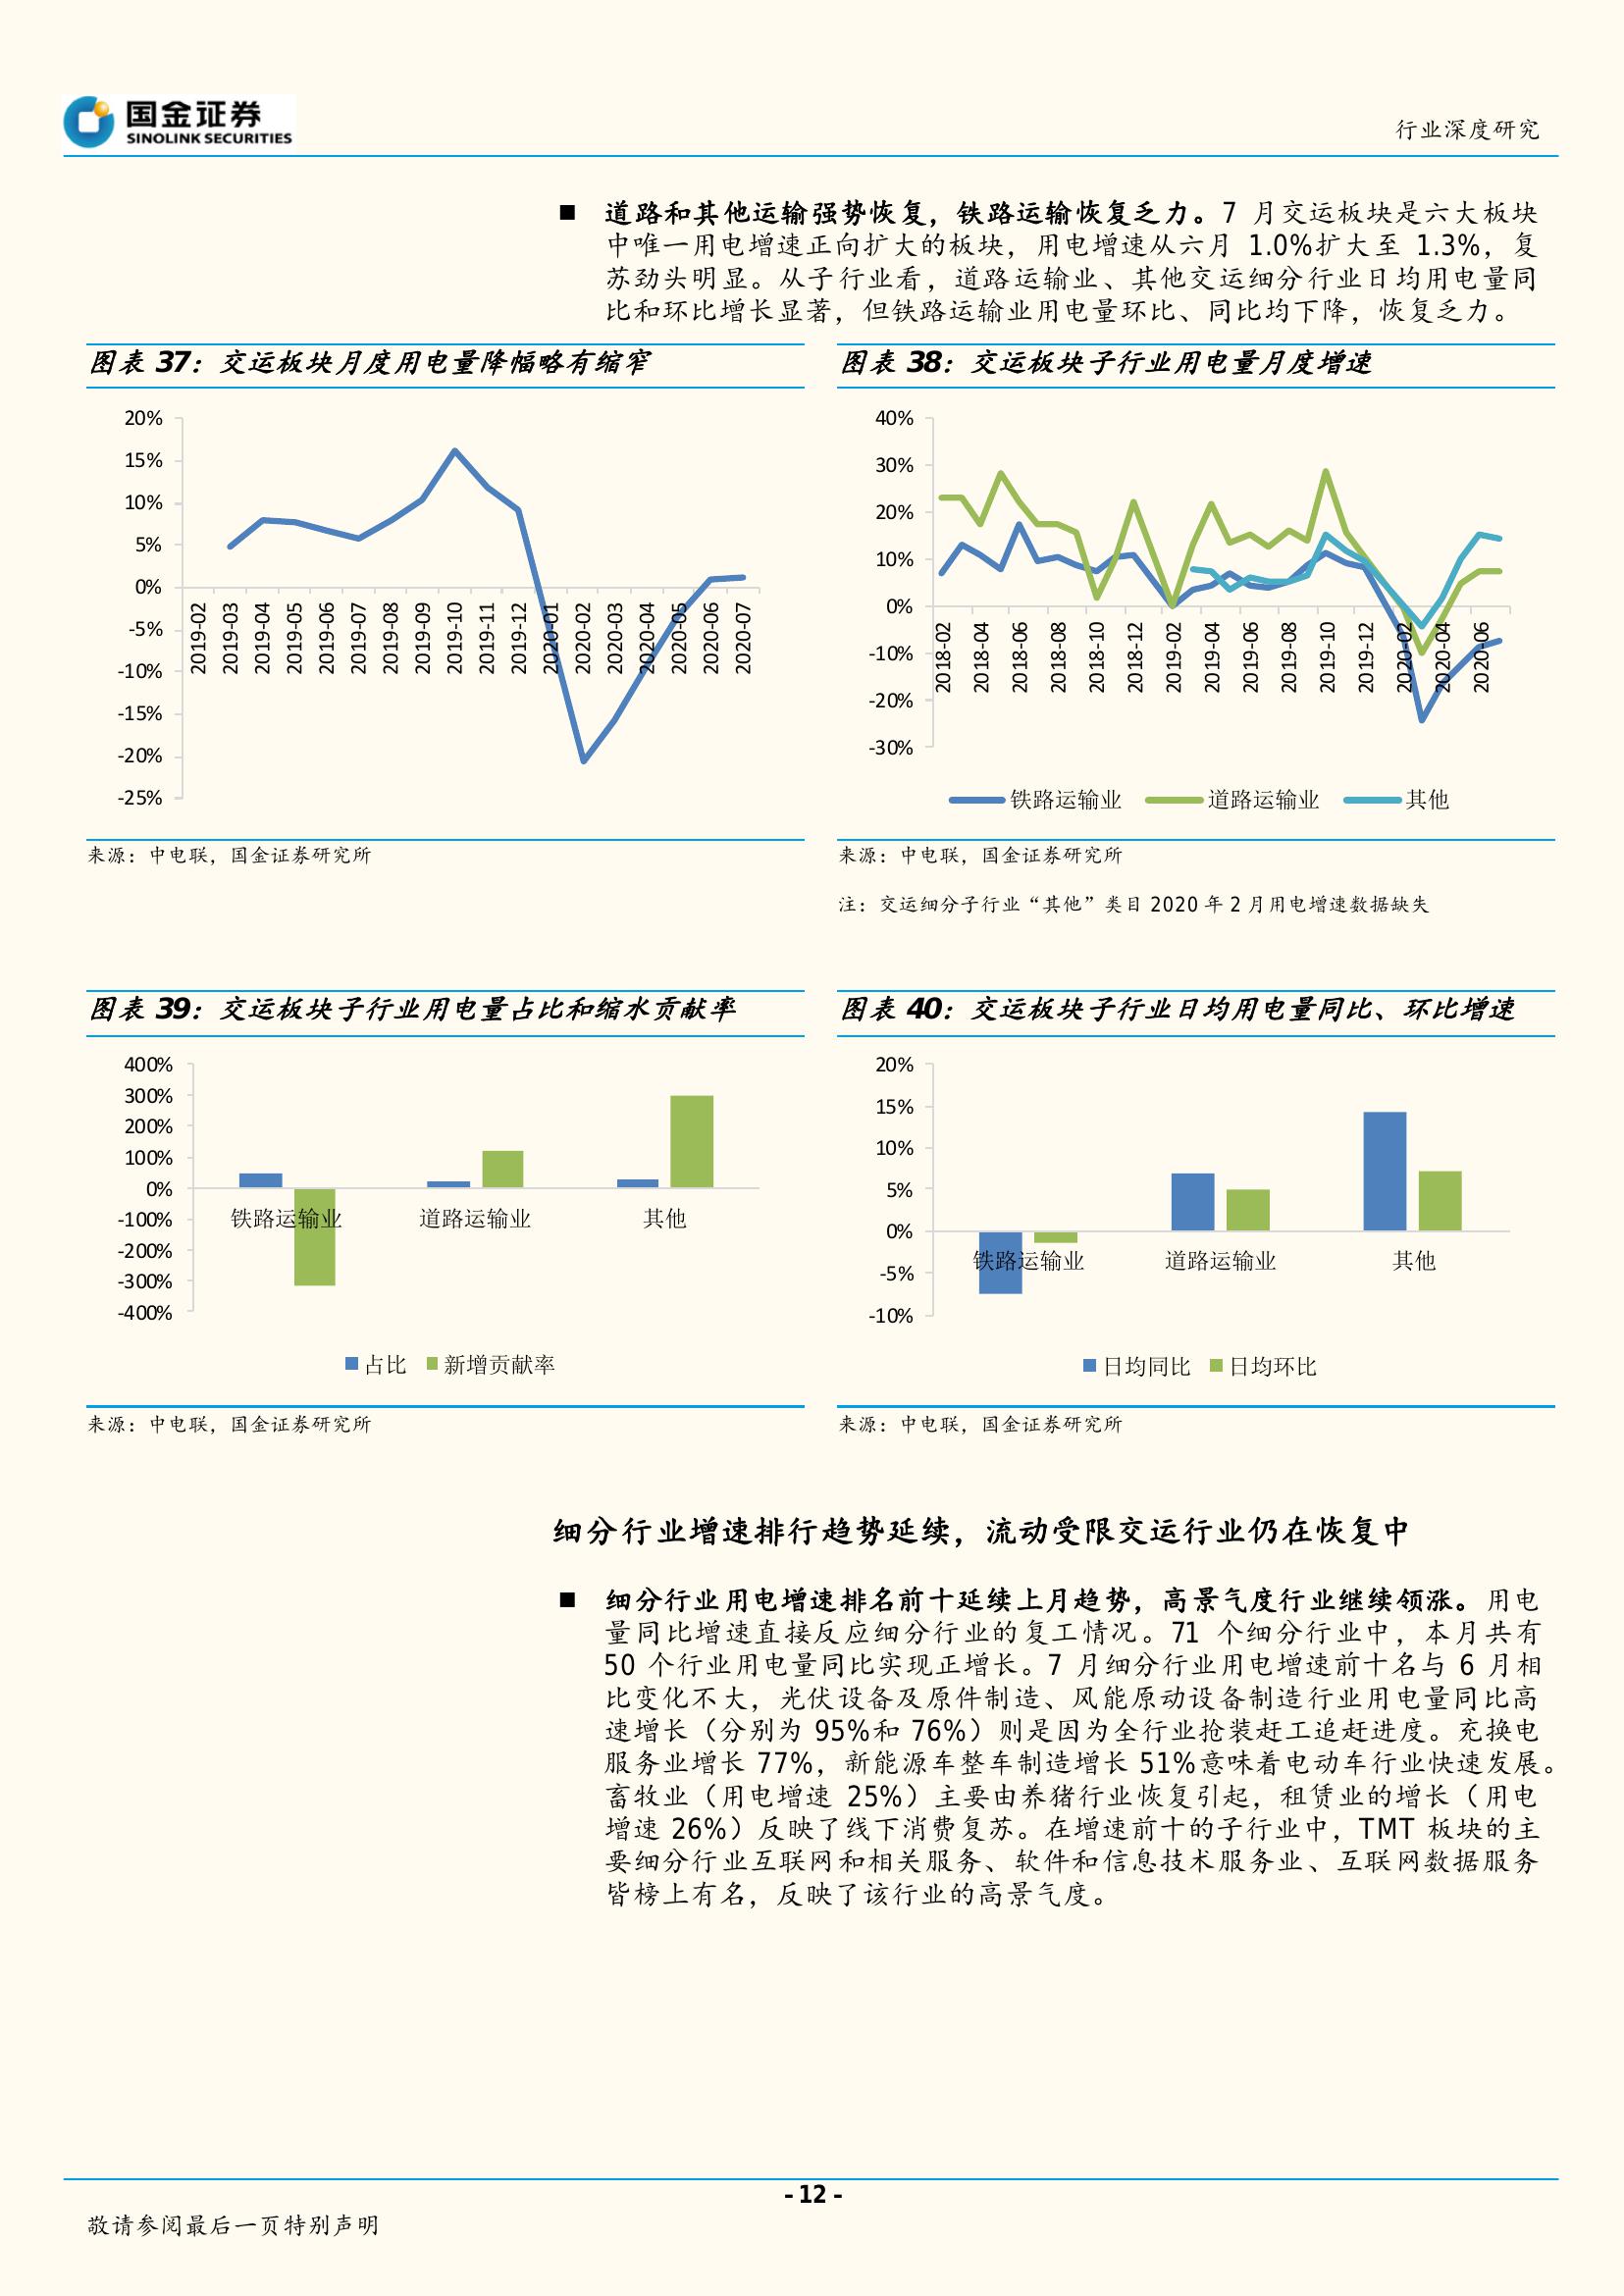 国金证券
SINOLINK SECURITIES
行业深度研究
■ 道路和其他运输强势恢复，铁路运输恢复乏力。7 月交运板块是六大板块
中唯一用电增速正向扩大的板块，用电增速从六月 1.0%扩大至 1.3%，复
苏劲头明显。从子行业看，道路运输业、其他交运细分行业日均用电量同
比和环比增长显著，但铁路运输业用电量环比、同比均下降，恢复乏力。
图表 37：交运板块月度用电量降幅略有缩窄
20%
15%
10%
5%
0%
-5%
-10%
-15%
-20%
-25%
2019-02
2019-03
2019-04
2019-05
2019-06
2019-07
2019-08
2019-09
2019-10
2019-11
2019-12
2020-01
2020-02
2020-03
2020-04
2020-05
2020-06
2020-07
来源：中电联，国金证券研究所
图表 38：交运板块子行业用电量月度增速
40%
30%
20%
10%
0%
-10%
-20%
-30%
2018-02
2018-04
2018-06
2018-08
2018-10
2018-12
2019-02
2019-04
2019-06
2019-08
2019-10
2019-12
2020-02
2020-04
2020-06
铁路运输业 道路运输业 其他
来源：中电联，国金证券研究所
注：交运细分子行业“其他”类目 2020 年 2 月用电增速数据缺失
图表 39：交运板块子行业用电量占比和缩水贡献率
400%
300%
200%
100%
0%
-100%
-200%
-300%
-400%
铁路运输业 道路运输业 其他
占比 新增贡献率
来源：中电联，国金证券研究所
图表 40：交运板块子行业日均用电量同比、环比增速
20%
15%
10%
5%
0%
-5%
-10%
铁路运输业 道路运输业 其他
日均同比 日均环比
来源：中电联，国金证券研究所
细分行业增速排行趋势延续，流动受限交运行业仍在恢复中
■ 细分行业用电增速排名前十延续上月趋势，高景气度行业继续领涨。用电
量同比增速直接反应细分行业的复工情况。71 个细分行业中，本月共有
50 个行业用电量同比实现正增长。7 月细分行业用电增速前十名与 6 月相
比变化不大，光伏设备及原件制造、风能原动设备制造行业用电量同比高
速增长（分别为 95%和 76%）则是因为全行业抢装赶工追赶进度。充换电
服务业增长 77%，新能源车整车制造增长 51%意味着电动车行业快速发展。
畜牧业（用电增速 25%）主要由养猪行业恢复引起，租赁业的增长（用电
增速 26%）反映了线下消费复苏。在增速前十的子行业中，TMT 板块的主
要细分行业互联网和相关服务、软件和信息技术服务业、互联网数据服务
皆榜上有名，反映了该行业的高景气度。
- 12 -
敬请参阅最后一页特别声明